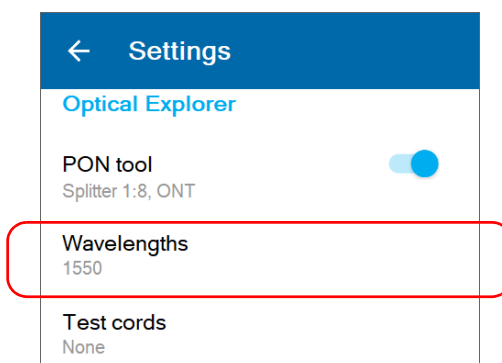 Settings
Optical Explorer
PON tool
Splitter 1:8, ONT
Wavelengths
1550
Test cords
None